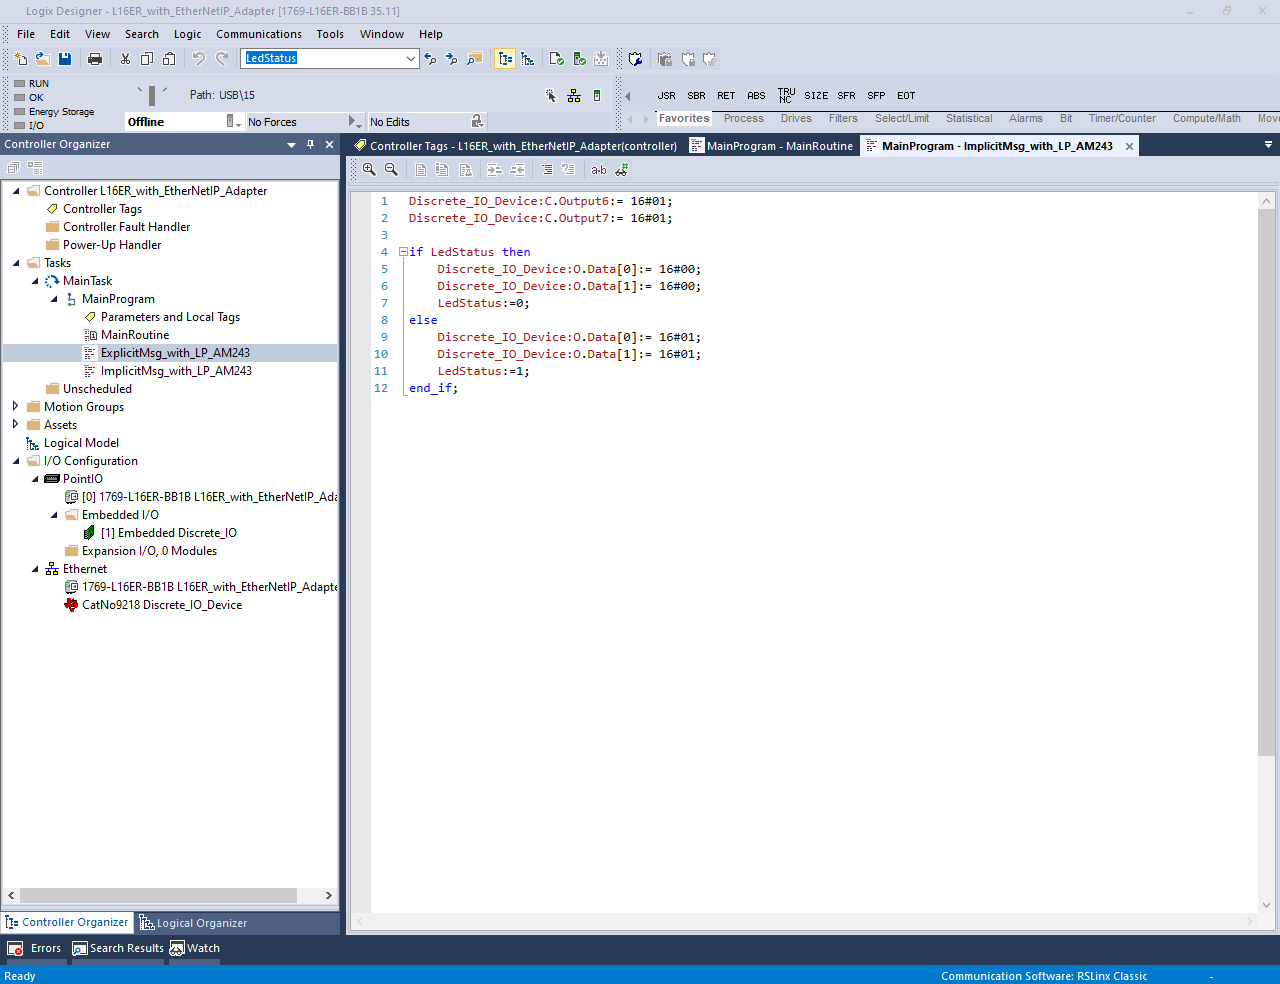 Logix Designer - L16ER_with_EtherNetIP_Adapter [1769-L16ER-BB1B 35.11]
File Edit View Search Logic Communications Tools Window Help
LedStatus
RUN
OK
Energy Storage
I/O
Path: USB\15
Offline No Forces No Edits
JSR SBR RET ABS TRUNC SIZE SFR SFP EOT
Favorites Process Drives Filters Select/Limit Statistical Alarms Bit Timer/Counter Compute/Math Move
Controller Organizer
Controller Tags - L16ER_with_EtherNetIP_Adapter(controller) MainProgram - MainRoutine MainProgram - ImplicitMsg_with_LP_AM243
a·b
Controller L16ER_with_EtherNetIP_Adapter
Controller Tags
Controller Fault Handler
Power-Up Handler
Tasks
MainTask
MainProgram
Parameters and Local Tags
MainRoutine
ExplicitMsg_with_LP_AM243
ImplicitMsg_with_LP_AM243
Unscheduled
Motion Groups
Assets
Logical Model
I/O Configuration
PointIO
[0] 1769-L16ER-BB1B L16ER_with_EtherNetIP_Ada
Embedded I/O
[1] Embedded Discrete_IO
Expansion I/O, 0 Modules
Ethernet
1769-L16ER-BB1B L16ER_with_EtherNetIP_Adapte
CatNo9218 Discrete_IO_Device
1 Discrete_IO_Device:C.Output6:= 16#01;
2 Discrete_IO_Device:C.Output7:= 16#01;
3
4 if LedStatus then
5 Discrete_IO_Device:O.Data[0]:= 16#00;
6 Discrete_IO_Device:O.Data[1]:= 16#00;
7 LedStatus:=0;
8 else
9 Discrete_IO_Device:O.Data[0]:= 16#01;
10 Discrete_IO_Device:O.Data[1]:= 16#01;
11 LedStatus:=1;
12 end_if;
Controller Organizer Logical Organizer
Errors Search Results Watch
Ready Communication Software: RSLinx Classic -